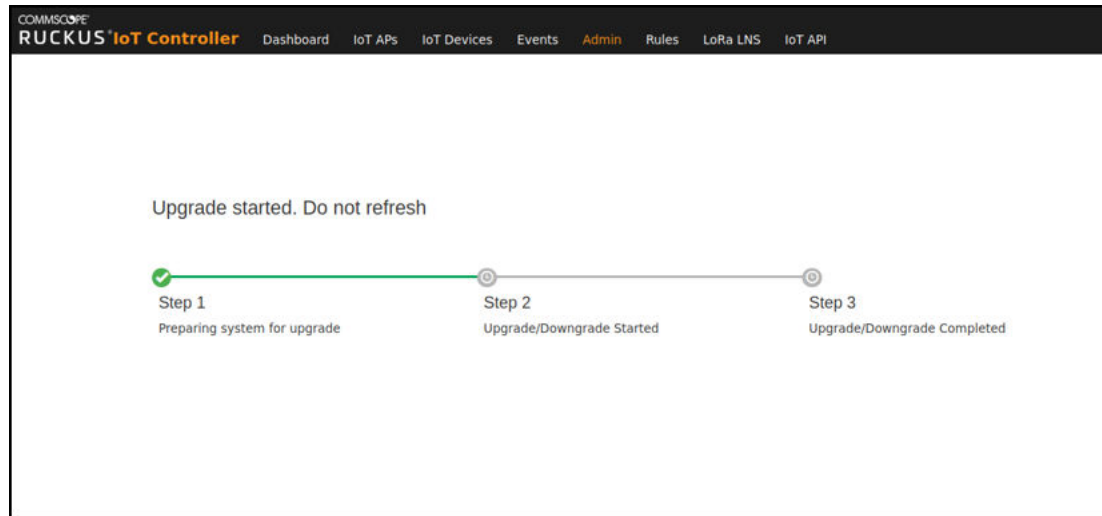 COMMSCOPE
RUCKUS® IoT Controller Dashboard IoT APs IoT Devices Events Admin Rules LoRa LNS IoT API
Upgrade started. Do not refresh
Step 1 Step 2 Step 3
Preparing system for upgrade Upgrade/Downgrade Started Upgrade/Downgrade Completed